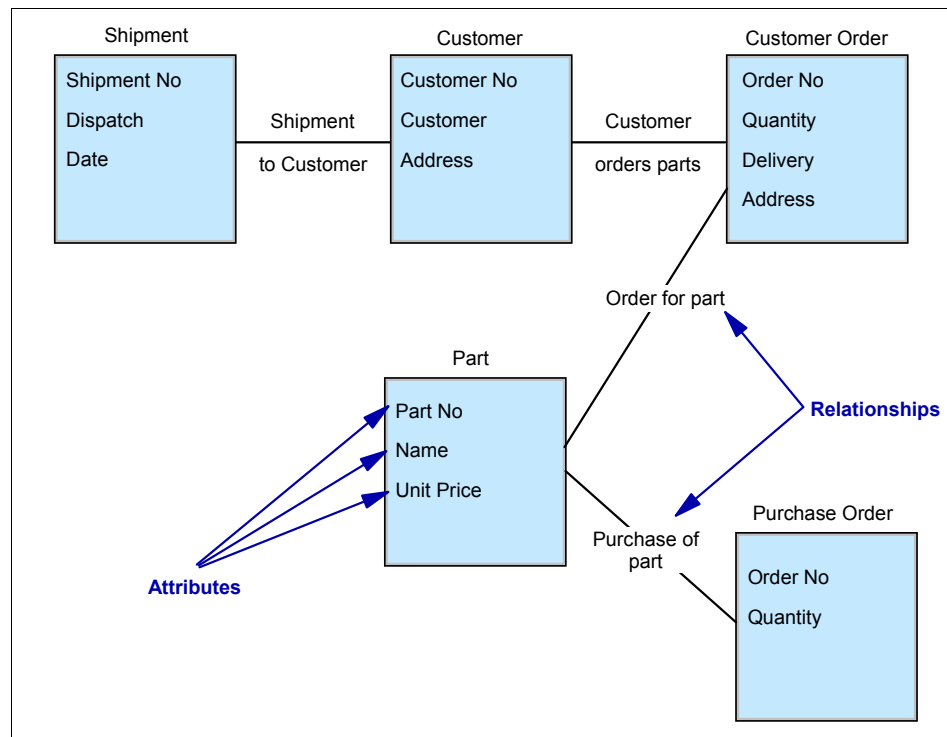 Shipment
Shipment No
Dispatch
Date
Shipment
to Customer
Customer
Customer No
Customer
Address
Customer
orders parts
Customer Order
Order No
Quantity
Delivery
Address
Order for part
Part
Part No
Name
Unit Price
Attributes
Relationships
Purchase of
part
Purchase Order
Order No
Quantity